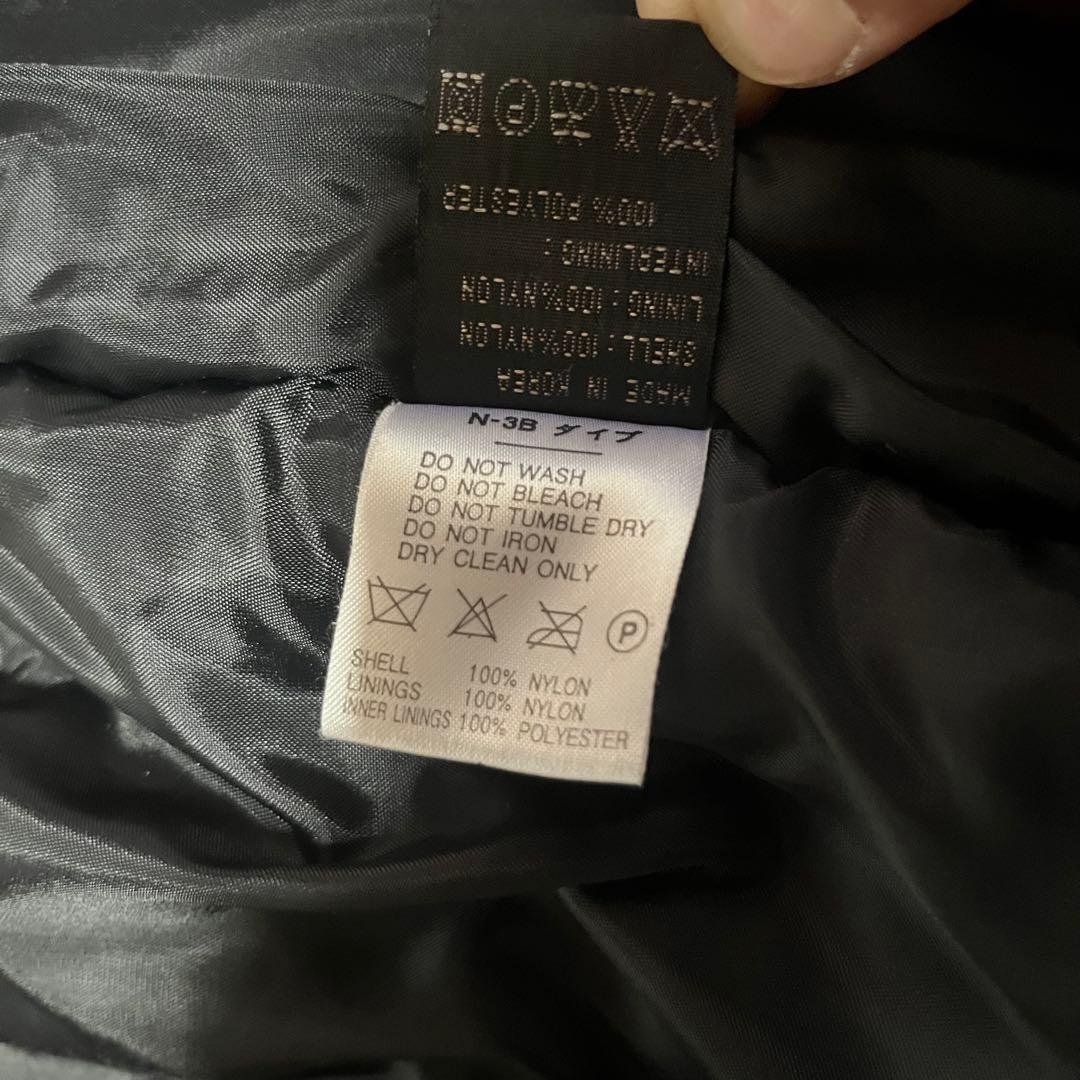 MADE IN KOREA
SHELL : 100% NYLON
LINING : 100% NYLON
INTERLINING :
100% POLYESTER
P
N-3B ダイプ
DO NOT WASH
DO NOT BLEACH
DO NOT TUMBLE DRY
DO NOT IRON
DRY CLEAN ONLY
P
SHELL 100% NYLON
LININGS 100% NYLON
INNER LININGS 100% POLYESTER